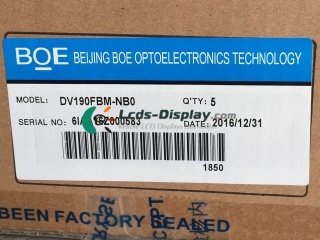 BOE BEIJING BOE OPTOELECTRONICS TECHNOLOGY
MODEL: DV190FBM-NB0 Q'TY: 5
Lcds-Display.com
SERIAL NO: DATE: 2016/12/31
1850
BEEN FACTORY SEALED